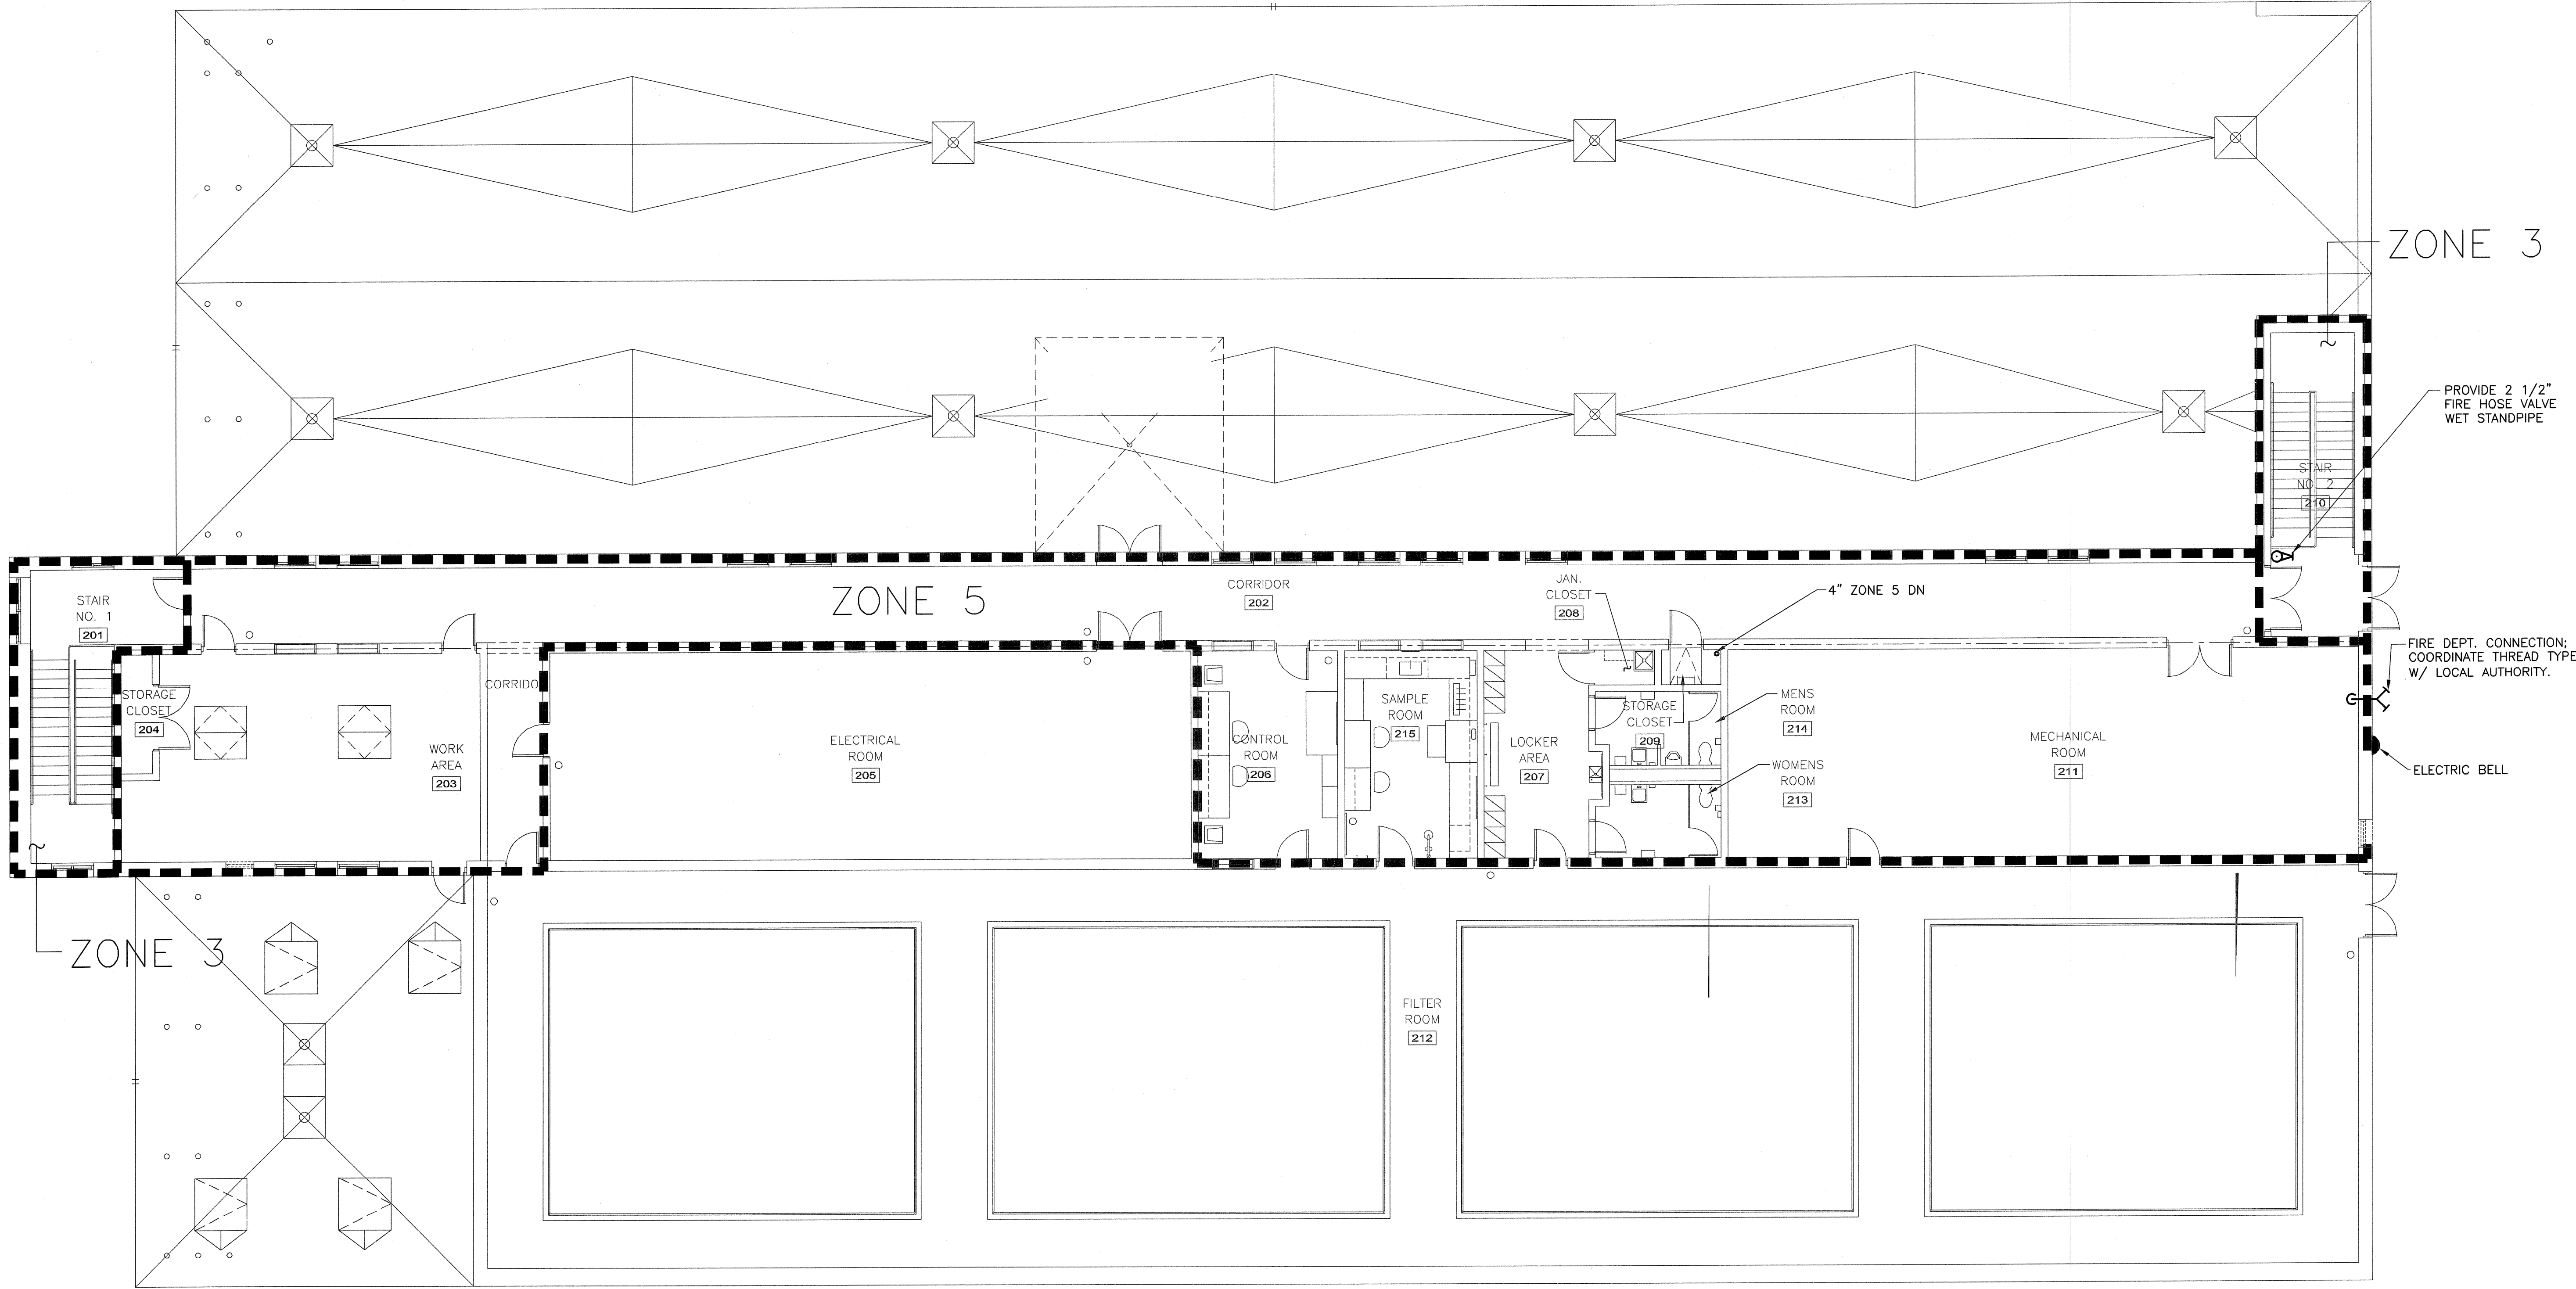 ZONE 3
PROVIDE 2 1/2"
FIRE HOSE VALVE
WET STANDPIPE
STAIR
NO. 2
210
STAIR
NO. 1
201
ZONE 5
CORRIDOR
202
JAN.
CLOSET
208
4" ZONE 5 DN
FIRE DEPT. CONNECTION;
COORDINATE THREAD TYPE
W/ LOCAL AUTHORITY.
STORAGE
CLOSET
204
CORRIDO
WORK
AREA
203
ELECTRICAL
ROOM
205
CONTROL
ROOM
206
SAMPLE
ROOM
215
LOCKER
AREA
207
STORAGE
CLOSET
209
MENS
ROOM
214
WOMENS
ROOM
213
MECHANICAL
ROOM
211
ELECTRIC BELL
ZONE 3
FILTER
ROOM
212